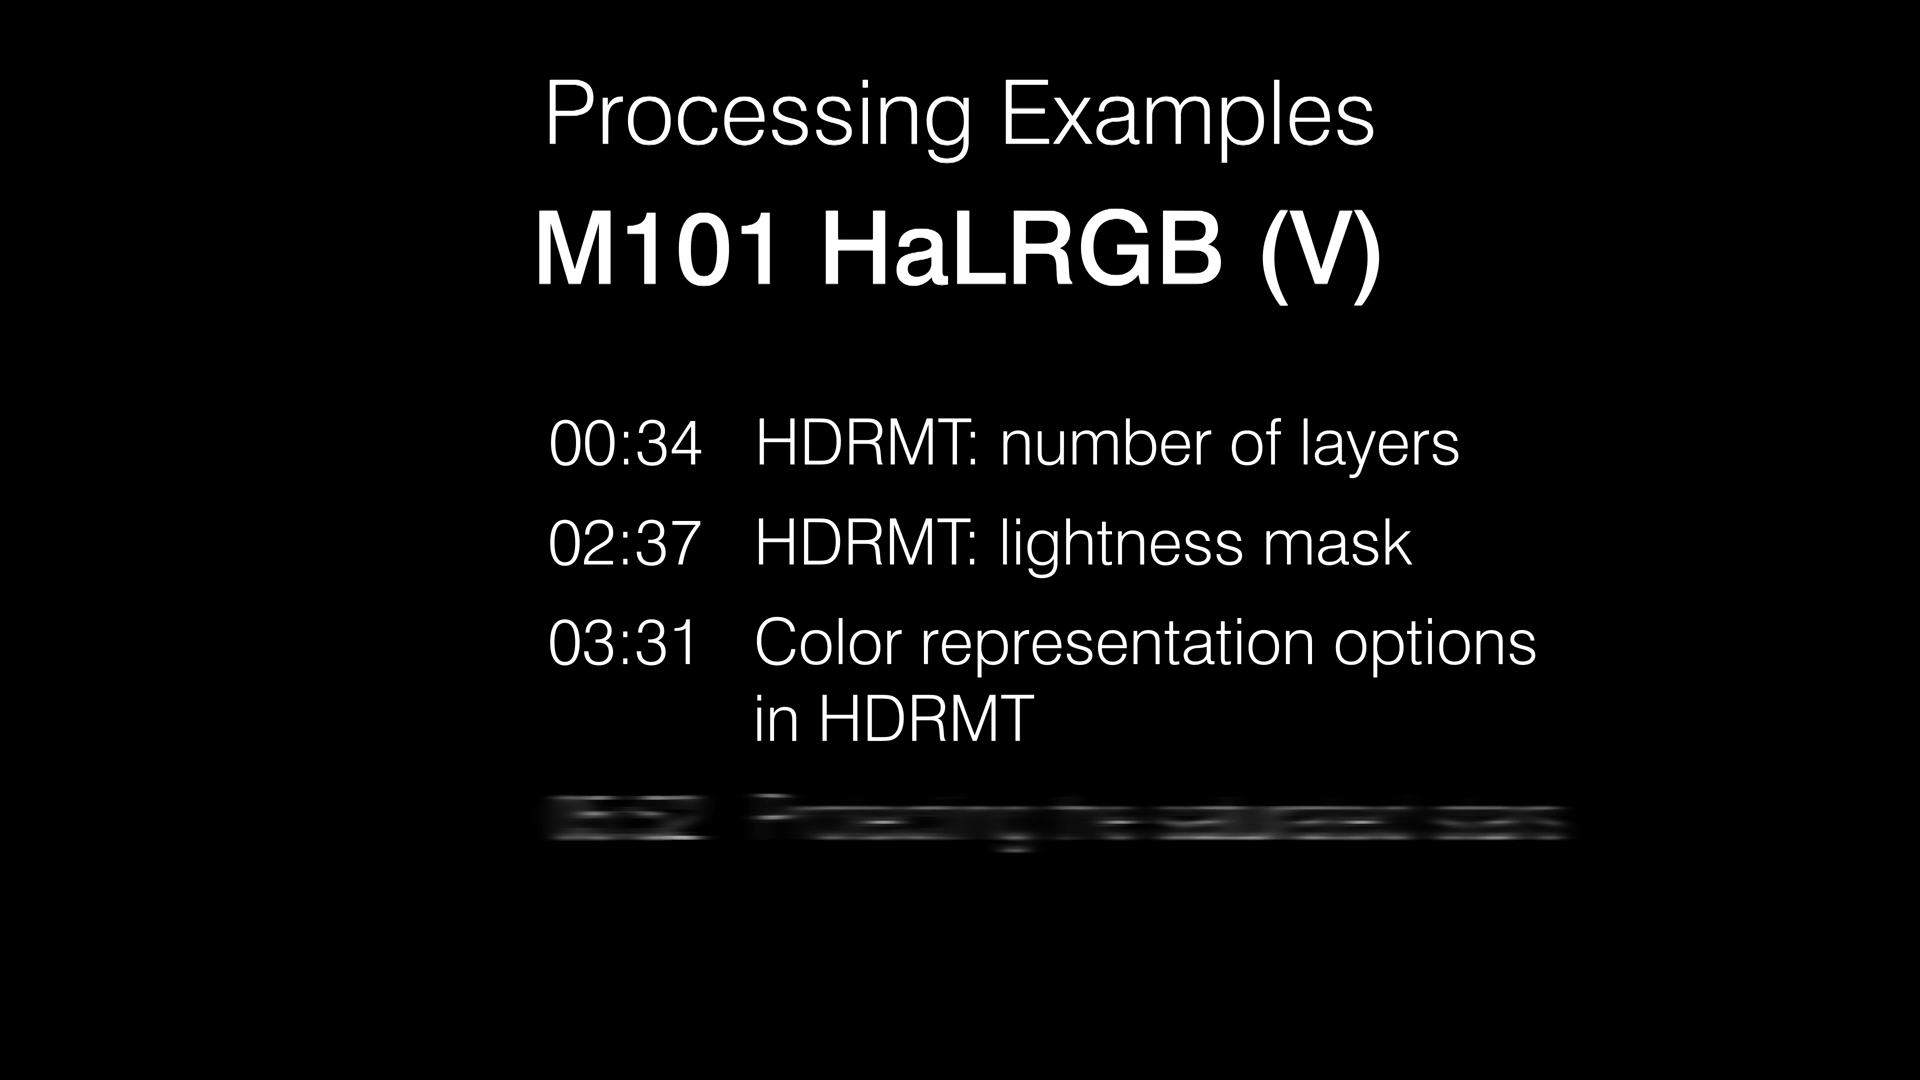 Processing Examples
M101 HaLRGB (V)
00:34 HDRMT: number of layers
02:37 HDRMT: lightness mask
03:31 Color representation options
in HDRMT